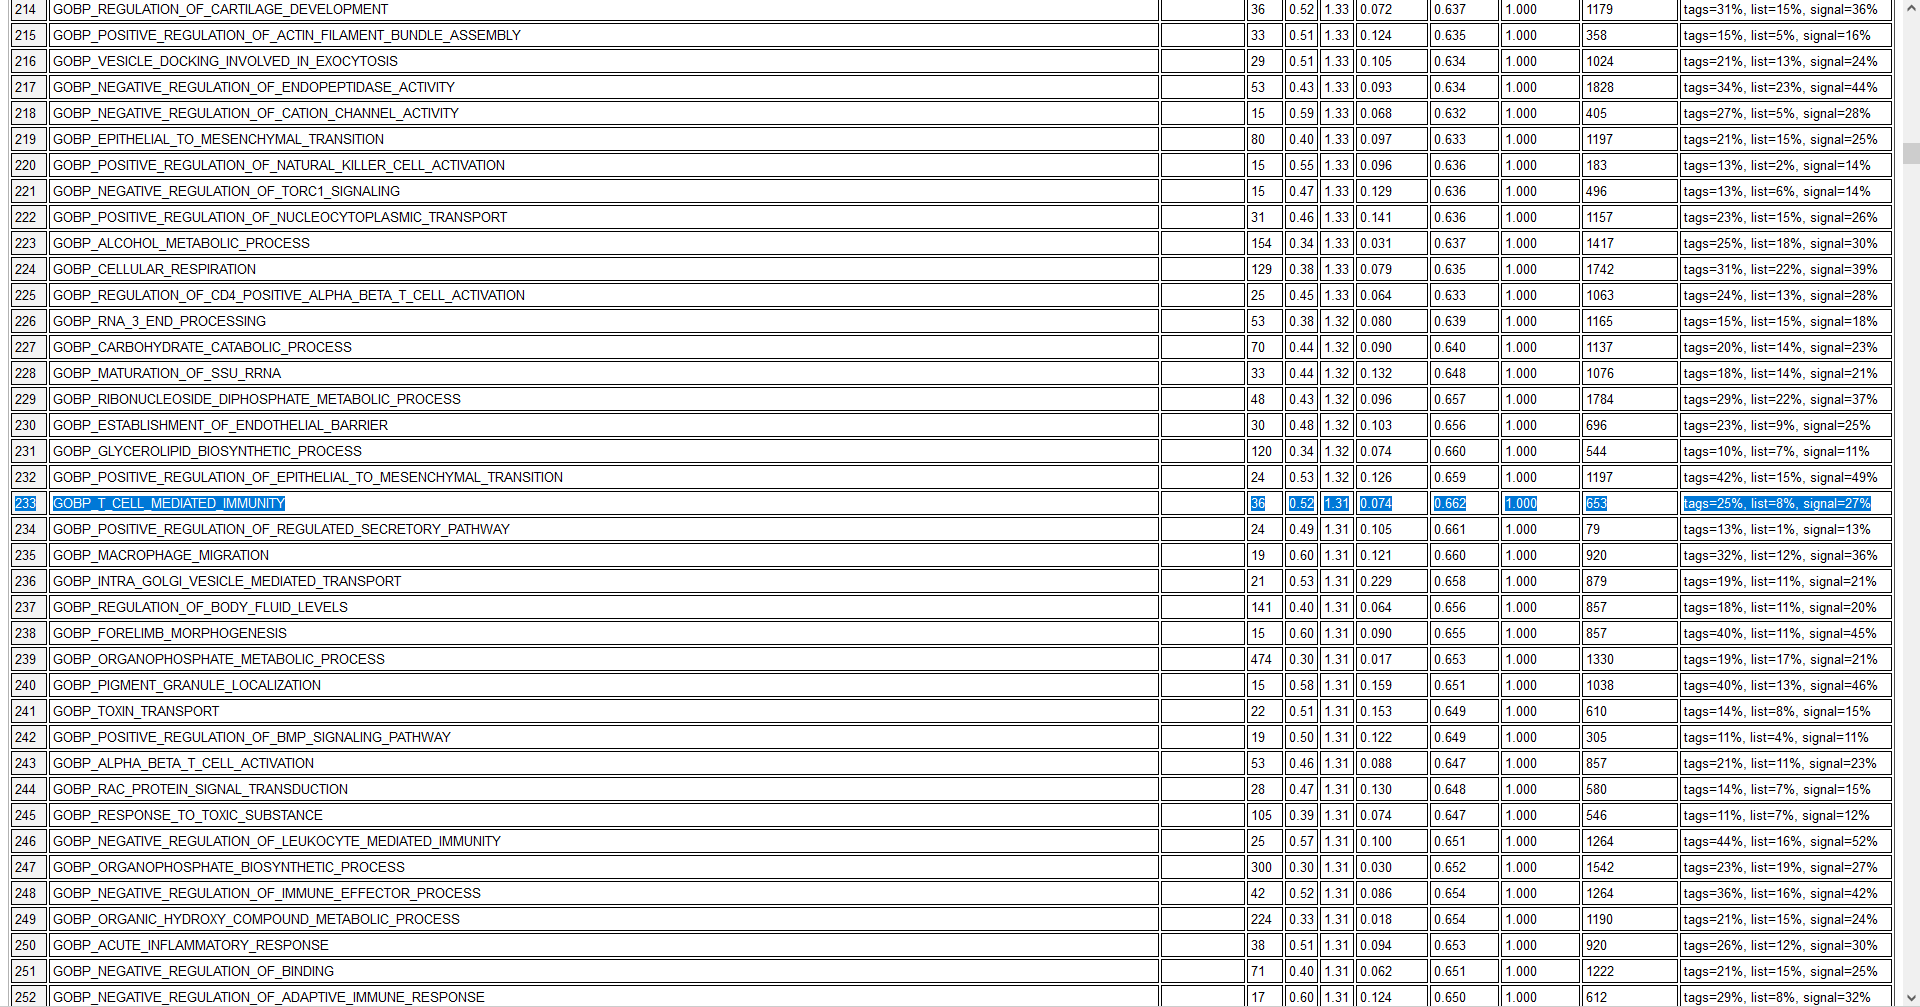 214 GOBP_REGULATION_OF_CARTILAGE_DEVELOPMENT 36 0.52 1.33 0.072 0.637 1.000 1179 tags=31%, list=15%, signal=36%
215 GOBP_POSITIVE_REGULATION_OF_ACTIN_FILAMENT_BUNDLE_ASSEMBLY 33 0.51 1.33 0.124 0.635 1.000 358 tags=15%, list=5%, signal=16%
216 GOBP_VESICLE_DOCKING_INVOLVED_IN_EXOCYTOSIS 29 0.51 1.33 0.105 0.634 1.000 1024 tags=21%, list=13%, signal=24%
217 GOBP_NEGATIVE_REGULATION_OF_ENDOPEPTIDASE_ACTIVITY 53 0.43 1.33 0.093 0.634 1.000 1828 tags=34%, list=23%, signal=44%
218 GOBP_NEGATIVE_REGULATION_OF_CATION_CHANNEL_ACTIVITY 15 0.59 1.33 0.068 0.632 1.000 405 tags=27%, list=5%, signal=28%
219 GOBP_EPITHELIAL_TO_MESENCHYMAL_TRANSITION 80 0.40 1.33 0.097 0.633 1.000 1197 tags=21%, list=15%, signal=25%
220 GOBP_POSITIVE_REGULATION_OF_NATURAL_KILLER_CELL_ACTIVATION 15 0.55 1.33 0.096 0.636 1.000 183 tags=13%, list=2%, signal=14%
221 GOBP_NEGATIVE_REGULATION_OF_TORC1_SIGNALING 15 0.47 1.33 0.129 0.636 1.000 496 tags=13%, list=6%, signal=14%
222 GOBP_POSITIVE_REGULATION_OF_NUCLEOCYTOPLASMIC_TRANSPORT 31 0.46 1.33 0.141 0.636 1.000 1157 tags=23%, list=15%, signal=26%
223 GOBP_ALCOHOL_METABOLIC_PROCESS 154 0.34 1.33 0.031 0.637 1.000 1417 tags=25%, list=18%, signal=30%
224 GOBP_CELLULAR_RESPIRATION 129 0.38 1.33 0.079 0.635 1.000 1742 tags=31%, list=22%, signal=39%
225 GOBP_REGULATION_OF_CD4_POSITIVE_ALPHA_BETA_T_CELL_ACTIVATION 25 0.45 1.33 0.064 0.633 1.000 1063 tags=24%, list=13%, signal=28%
226 GOBP_RNA_3_END_PROCESSING 53 0.38 1.32 0.080 0.639 1.000 1165 tags=15%, list=15%, signal=18%
227 GOBP_CARBOHYDRATE_CATABOLIC_PROCESS 70 0.44 1.32 0.090 0.640 1.000 1137 tags=20%, list=14%, signal=23%
228 GOBP_MATURATION_OF_SSU_RRNA 33 0.44 1.32 0.132 0.648 1.000 1076 tags=18%, list=14%, signal=21%
229 GOBP_RIBONUCLEOSIDE_DIPHOSPHATE_METABOLIC_PROCESS 48 0.43 1.32 0.096 0.657 1.000 1784 tags=29%, list=22%, signal=37%
230 GOBP_ESTABLISHMENT_OF_ENDOTHELIAL_BARRIER 30 0.48 1.32 0.103 0.656 1.000 696 tags=23%, list=9%, signal=25%
231 GOBP_GLYCEROLIPID_BIOSYNTHETIC_PROCESS 120 0.34 1.32 0.074 0.660 1.000 544 tags=10%, list=7%, signal=11%
232 GOBP_POSITIVE_REGULATION_OF_EPITHELIAL_TO_MESENCHYMAL_TRANSITION 24 0.53 1.32 0.126 0.659 1.000 1197 tags=42%, list=15%, signal=49%
233 GOBP_T_CELL_MEDIATED_IMMUNITY 36 0.52 1.31 0.074 0.662 1.000 653 tags=25%, list=8%, signal=27%
234 GOBP_POSITIVE_REGULATION_OF_REGULATED_SECRETORY_PATHWAY 24 0.49 1.31 0.105 0.661 1.000 79 tags=13%, list=1%, signal=13%
235 GOBP_MACROPHAGE_MIGRATION 19 0.60 1.31 0.121 0.660 1.000 920 tags=32%, list=12%, signal=36%
236 GOBP_INTRA_GOLGI_VESICLE_MEDIATED_TRANSPORT 21 0.53 1.31 0.229 0.658 1.000 879 tags=19%, list=11%, signal=21%
237 GOBP_REGULATION_OF_BODY_FLUID_LEVELS 141 0.40 1.31 0.064 0.656 1.000 857 tags=18%, list=11%, signal=20%
238 GOBP_FORELIMB_MORPHOGENESIS 15 0.60 1.31 0.090 0.655 1.000 857 tags=40%, list=11%, signal=45%
239 GOBP_ORGANOPHOSPHATE_METABOLIC_PROCESS 474 0.30 1.31 0.017 0.653 1.000 1330 tags=19%, list=17%, signal=21%
240 GOBP_PIGMENT_GRANULE_LOCALIZATION 15 0.58 1.31 0.159 0.651 1.000 1038 tags=40%, list=13%, signal=46%
241 GOBP_TOXIN_TRANSPORT 22 0.51 1.31 0.153 0.649 1.000 610 tags=14%, list=8%, signal=15%
242 GOBP_POSITIVE_REGULATION_OF_BMP_SIGNALING_PATHWAY 19 0.50 1.31 0.122 0.649 1.000 305 tags=11%, list=4%, signal=11%
243 GOBP_ALPHA_BETA_T_CELL_ACTIVATION 53 0.46 1.31 0.088 0.647 1.000 857 tags=21%, list=11%, signal=23%
244 GOBP_RAC_PROTEIN_SIGNAL_TRANSDUCTION 28 0.47 1.31 0.130 0.648 1.000 580 tags=14%, list=7%, signal=15%
245 GOBP_RESPONSE_TO_TOXIC_SUBSTANCE 105 0.39 1.31 0.074 0.647 1.000 546 tags=11%, list=7%, signal=12%
246 GOBP_NEGATIVE_REGULATION_OF_LEUKOCYTE_MEDIATED_IMMUNITY 25 0.57 1.31 0.100 0.651 1.000 1264 tags=44%, list=16%, signal=52%
247 GOBP_ORGANOPHOSPHATE_BIOSYNTHETIC_PROCESS 300 0.30 1.31 0.030 0.652 1.000 1542 tags=23%, list=19%, signal=27%
248 GOBP_NEGATIVE_REGULATION_OF_IMMUNE_EFFECTOR_PROCESS 42 0.52 1.31 0.086 0.654 1.000 1264 tags=36%, list=16%, signal=42%
249 GOBP_ORGANIC_HYDROXY_COMPOUND_METABOLIC_PROCESS 224 0.33 1.31 0.018 0.654 1.000 1190 tags=21%, list=15%, signal=24%
250 GOBP_ACUTE_INFLAMMATORY_RESPONSE 38 0.51 1.31 0.094 0.653 1.000 920 tags=26%, list=12%, signal=30%
251 GOBP_NEGATIVE_REGULATION_OF_BINDING 71 0.40 1.31 0.062 0.651 1.000 1222 tags=21%, list=15%, signal=25%
252 GOBP_NEGATIVE_REGULATION_OF_ADAPTIVE_IMMUNE_RESPONSE 17 0.60 1.31 0.124 0.650 1.000 612 tags=29%, list=8%, signal=32%